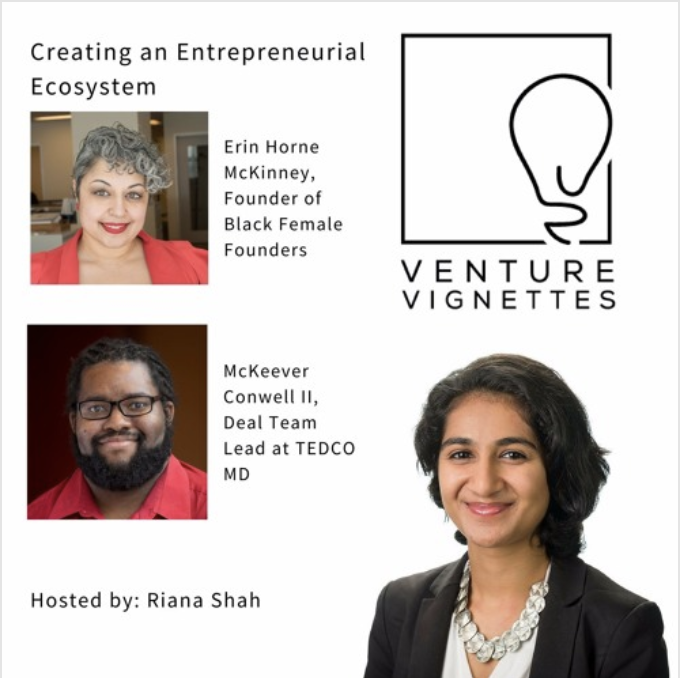 Creating an Entrepreneurial
Ecosystem
Erin Horne
McKinney,
Founder of
Black Female
Founders
VENTURE
VIGNETTES
McKeever
Conwell II,
Deal Team
Lead at TEDCO
MD
Hosted by: Riana Shah